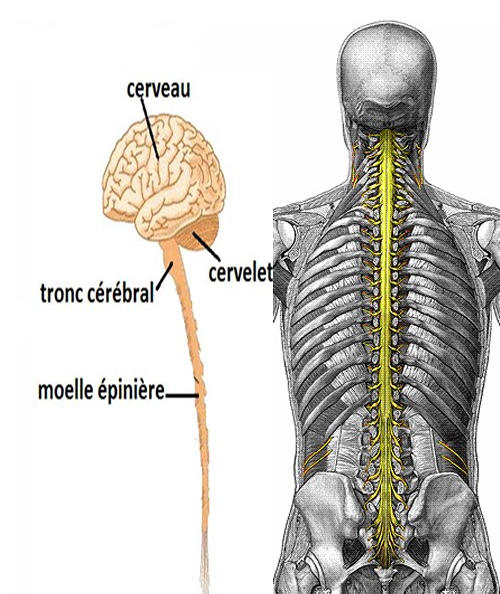 cerveau
cervelet
tronc cérébral
moelle épinière